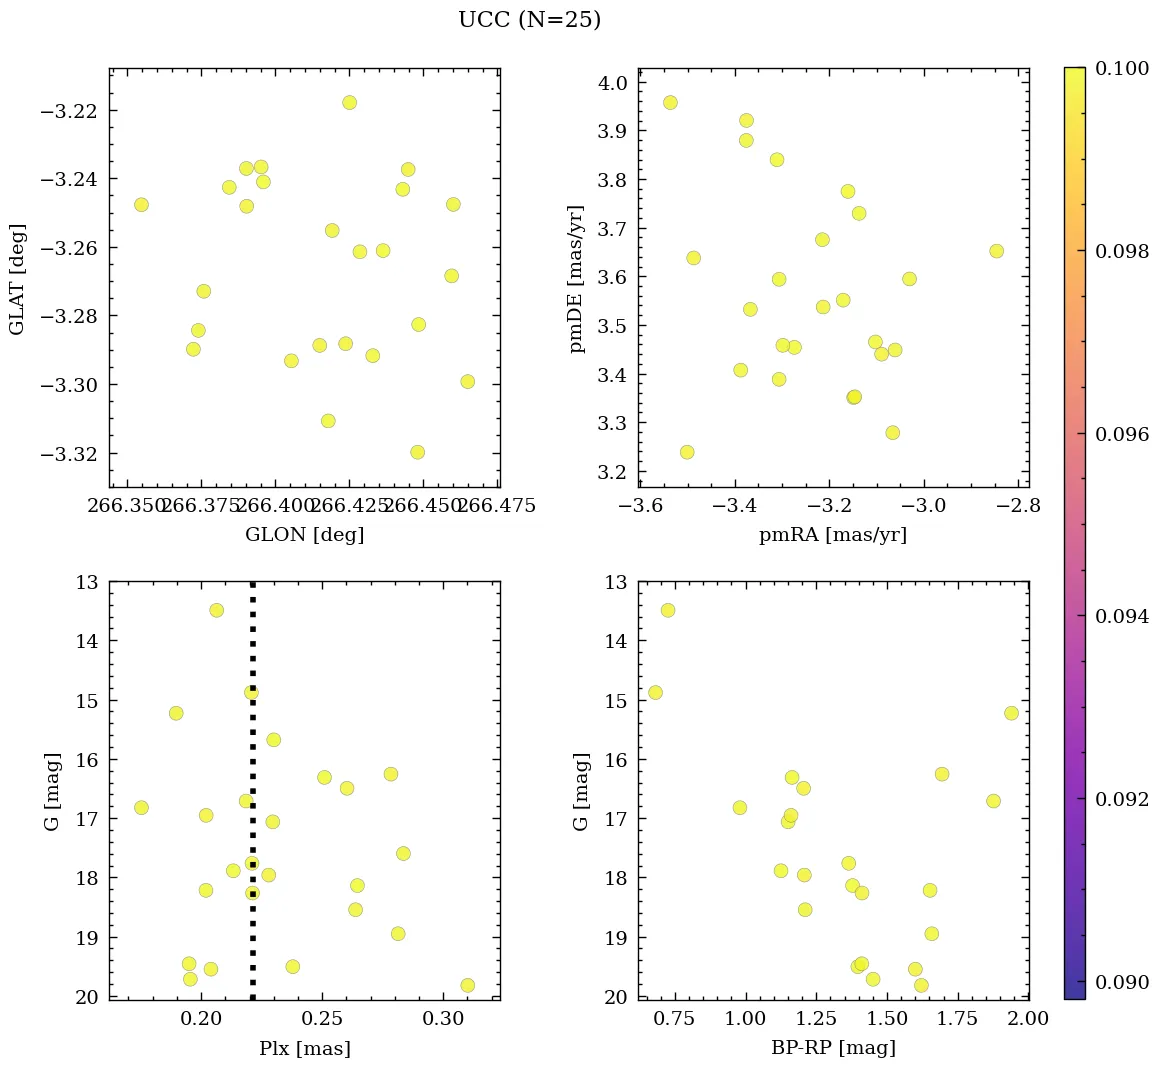 UCC (N=25)
−3.22
−3.24
−3.26
−3.28
−3.30
−3.32
GLAT [deg]
266.350 266.375 266.400 266.425 266.450 266.475
GLON [deg]
4.0
3.9
3.8
3.7
3.6
3.5
3.4
3.3
3.2
pmDE [mas/yr]
−3.6 −3.4 −3.2 −3.0 −2.8
pmRA [mas/yr]
0.100
0.098
0.096
0.094
0.092
0.090
13
14
15
16
17
18
19
20
G [mag]
0.20 0.25 0.30
Plx [mas]
13
14
15
16
17
18
19
20
G [mag]
0.75 1.00 1.25 1.50 1.75 2.00
BP-RP [mag]